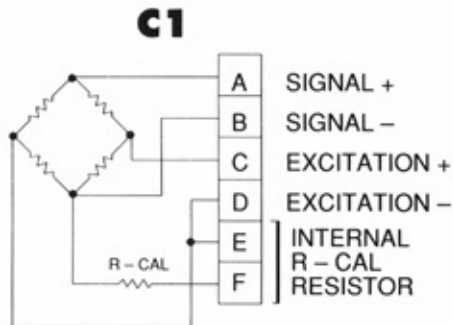 C1
A SIGNAL +
B SIGNAL –
C EXCITATION +
D EXCITATION –
E INTERNAL
R – CAL
F RESISTOR
R – CAL